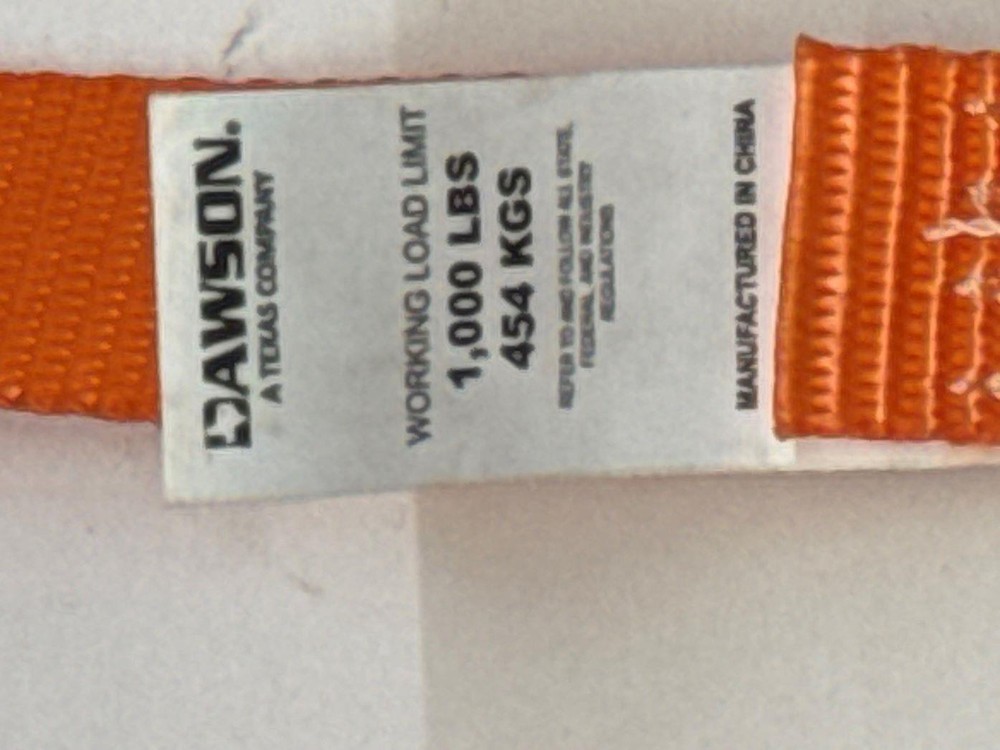 DAWSON.
A TEXAS COMPANY
WORKING LOAD LIMIT
1,000 LBS
454 KGS
REFER TO AND FOLLOW ALL STATE,
FEDERAL, AND INDUSTRY
REGULATIONS
MANUFACTURED IN CHINA